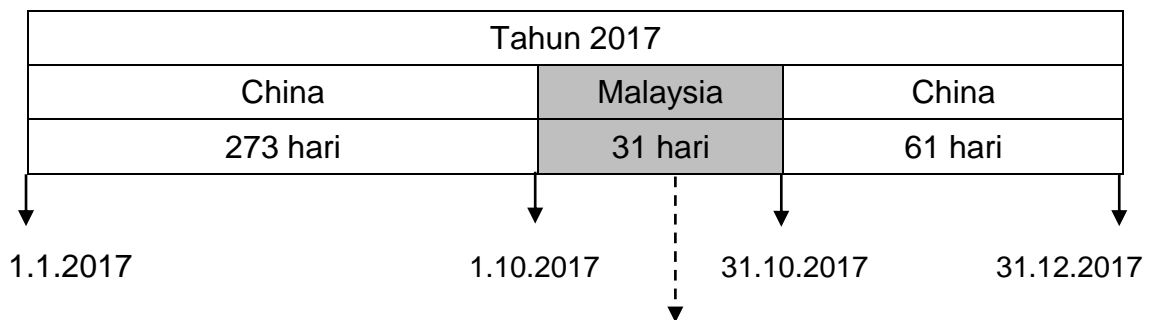 Tahun 2017
China Malaysia China
273 hari 31 hari 61 hari
1.1.2017 1.10.2017 31.10.2017 31.12.2017